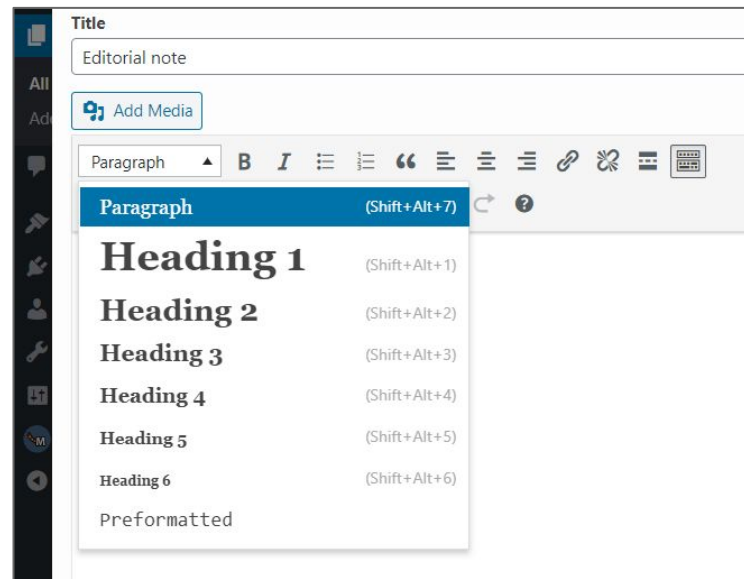 Title
Editorial note
All
Add
Add Media
Paragraph
Paragraph (Shift+Alt+7)
Heading 1 (Shift+Alt+1)
Heading 2 (Shift+Alt+2)
Heading 3 (Shift+Alt+3)
Heading 4 (Shift+Alt+4)
Heading 5 (Shift+Alt+5)
Heading 6 (Shift+Alt+6)
Preformatted
M